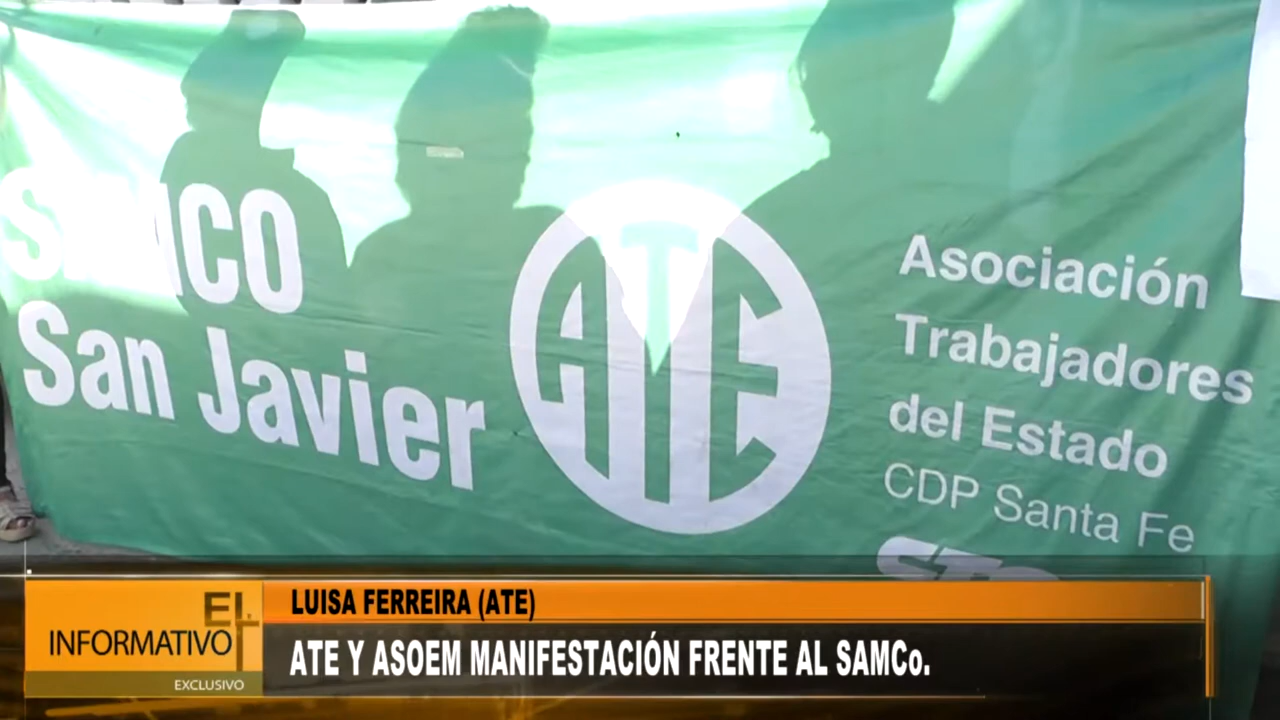 SAMCO
San Javier
ATE
Asociación
Trabajadores
del Estado
CDP Santa Fe
EL
INFORMATIVO
EXCLUSIVO
LUISA FERREIRA (ATE)
ATE Y ASOEM MANIFESTACIÓN FRENTE AL SAMCo.